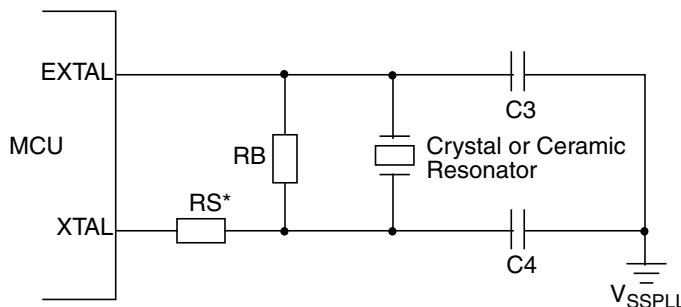 EXTAL
C3
MCU
RB
Crystal or Ceramic
Resonator
RS*
XTAL
C4
VSSPLL